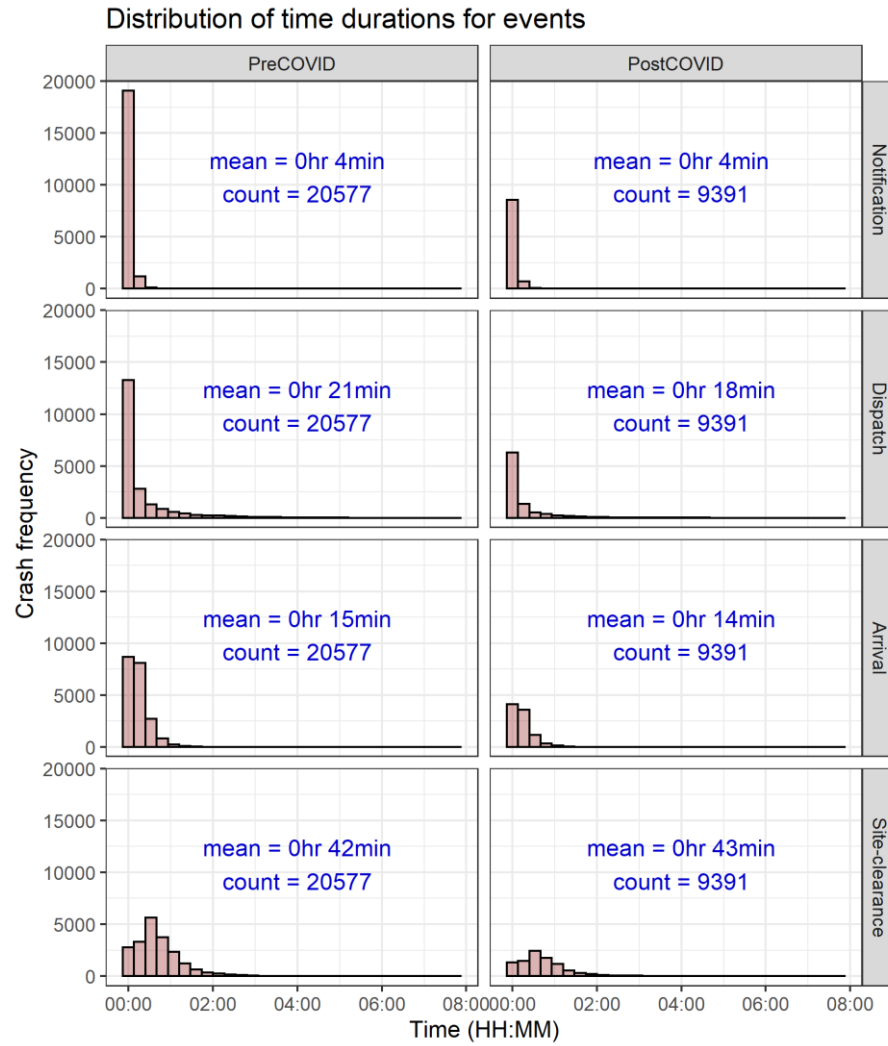 Distribution of time durations for events
PreCOVID
PostCOVID
Crash frequency
20000
15000
10000
5000
0
mean = 0hr 4min
count = 20577
mean = 0hr 4min
count = 9391
Notification
20000
15000
10000
5000
0
mean = 0hr 21min
count = 20577
mean = 0hr 18min
count = 9391
Dispatch
20000
15000
10000
5000
0
mean = 0hr 15min
count = 20577
mean = 0hr 14min
count = 9391
Arrival
20000
15000
10000
5000
0
mean = 0hr 42min
count = 20577
mean = 0hr 43min
count = 9391
Site-clearance
00:00 02:00 04:00 06:00 08:00
00:00 02:00 04:00 06:00 08:00
Time (HH:MM)